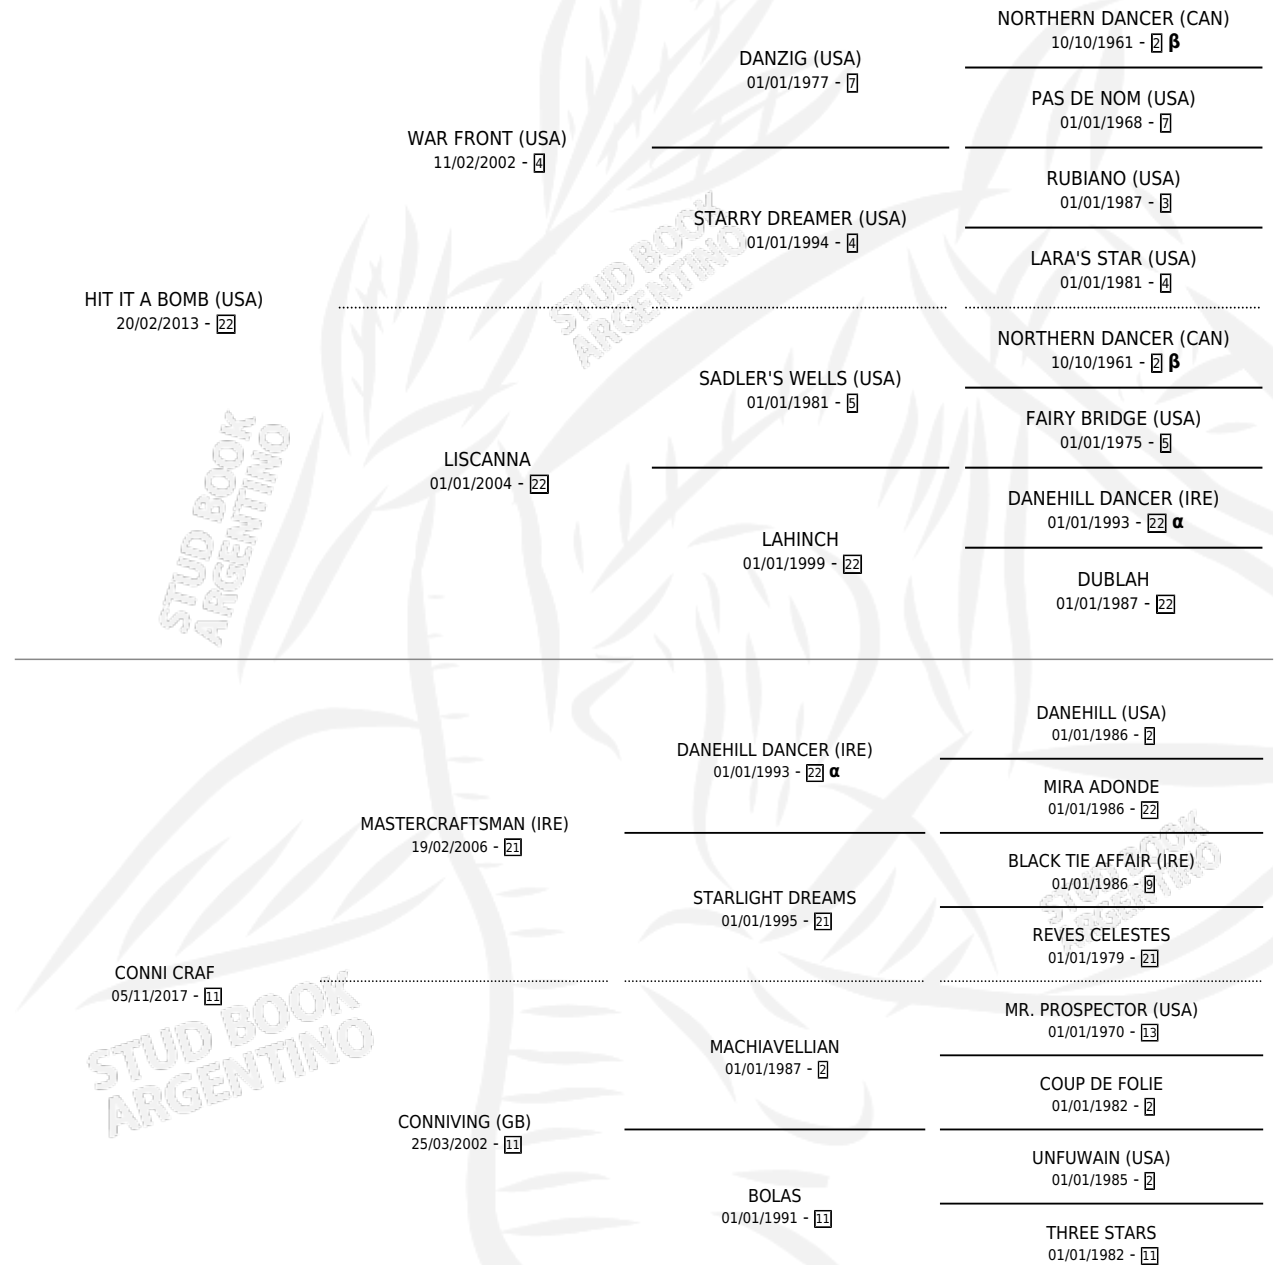 NORTHERN DANCER (CAN)
10/10/1961 - 2 β
DANZIG (USA)
01/01/1977 - 7
PAS DE NOM (USA)
01/01/1968 - 7
WAR FRONT (USA)
11/02/2002 - 4
RUBIANO (USA)
01/01/1987 - 3
STARRY DREAMER (USA)
01/01/1994 - 4
LARA'S STAR (USA)
01/01/1981 - 4
HIT IT A BOMB (USA)
20/02/2013 - 22
NORTHERN DANCER (CAN)
10/10/1961 - 2 β
SADLER'S WELLS (USA)
01/01/1981 - 5
FAIRY BRIDGE (USA)
01/01/1975 - 5
LISCANNA
01/01/2004 - 22
DANEHILL DANCER (IRE)
01/01/1993 - 22 α
LAHINCH
01/01/1999 - 22
DUBLAH
01/01/1987 - 22
DANEHILL (USA)
01/01/1986 - 2
DANEHILL DANCER (IRE)
01/01/1993 - 22 α
MIRA ADONDE
01/01/1986 - 22
MASTERCRAFTSMAN (IRE)
19/02/2006 - 21
BLACK TIE AFFAIR (IRE)
01/01/1986 - 9
STARLIGHT DREAMS
01/01/1995 - 21
REVES CELESTES
01/01/1979 - 21
CONNI CRAF
05/11/2017 - 11
MR. PROSPECTOR (USA)
01/01/1970 - 13
MACHIAVELLIAN
01/01/1987 - 2
COUP DE FOLIE
01/01/1982 - 2
CONNIVING (GB)
25/03/2002 - 11
UNFUWAIN (USA)
01/01/1985 - 2
BOLAS
01/01/1991 - 11
THREE STARS
01/01/1982 - 11
STUD BOOK
ARGENTINO
STUD BOOK
ARGENTINO
STUD BOOK
ARGENTINO
STUD BOOK
ARGENTINO